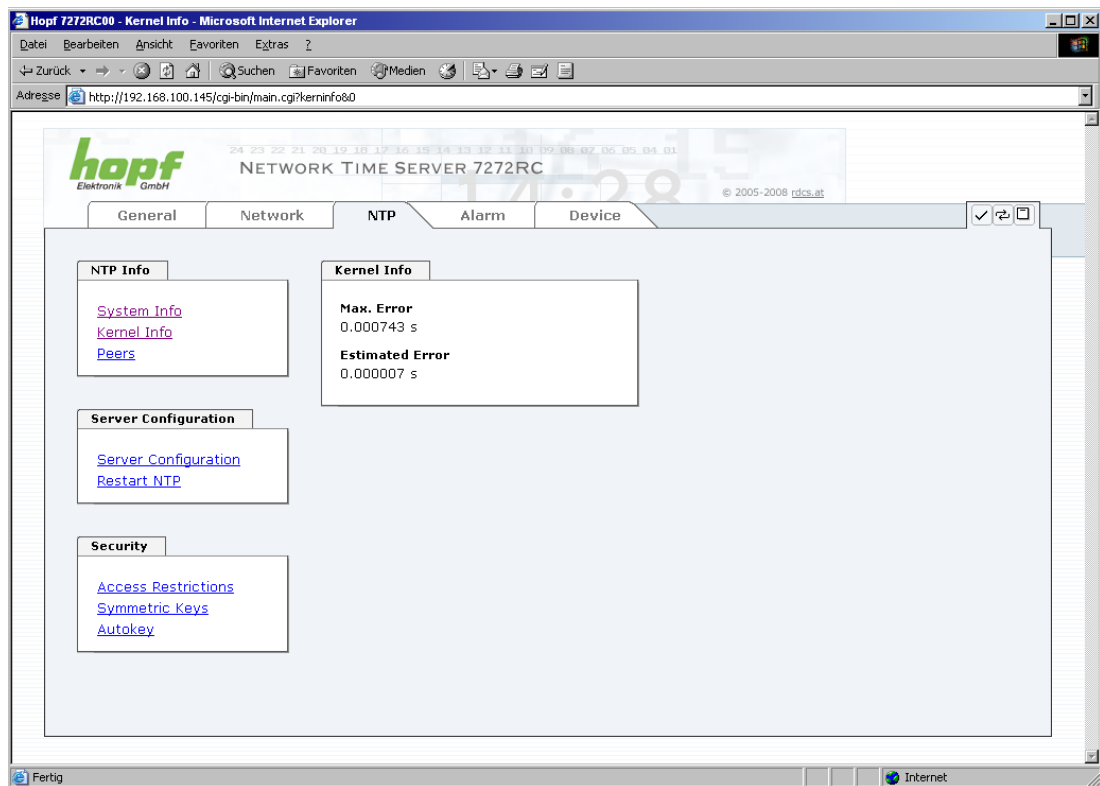 Hopf 7272RC00 - Kernel Info - Microsoft Internet Explorer
Datei Bearbeiten Ansicht Favoriten Extras ?
Zurück Suchen Favoriten Medien
Adresse http://192.168.100.145/cgi-bin/main.cgi?kerninfo&0
24 23 22 21 20 19 18 17 16 15 14 13 12 11 10 09 08 07 06 05 04 01
hopf
Elektronik GmbH
NETWORK TIME SERVER 7272RC
© 2005-2008 rdcs.at
General Network NTP Alarm Device
NTP Info
System Info
Kernel Info
Peers
Kernel Info
Max. Error
0.000743 s
Estimated Error
0.000007 s
Server Configuration
Server Configuration
Restart NTP
Security
Access Restrictions
Symmetric Keys
Autokey
Fertig Internet